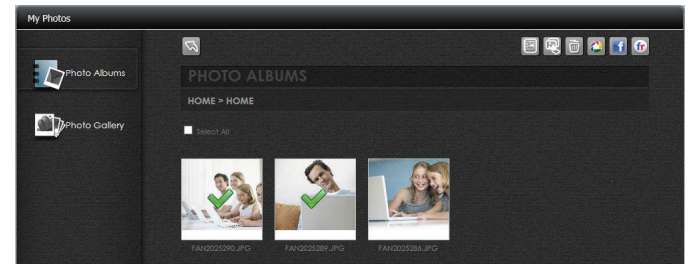 My Photos
Photo Albums
PHOTO ALBUMS
HOME > HOME
Photo Gallery
Select All
FAN2025290.JPG
FAN2025289.JPG
FAN2025286.JPG